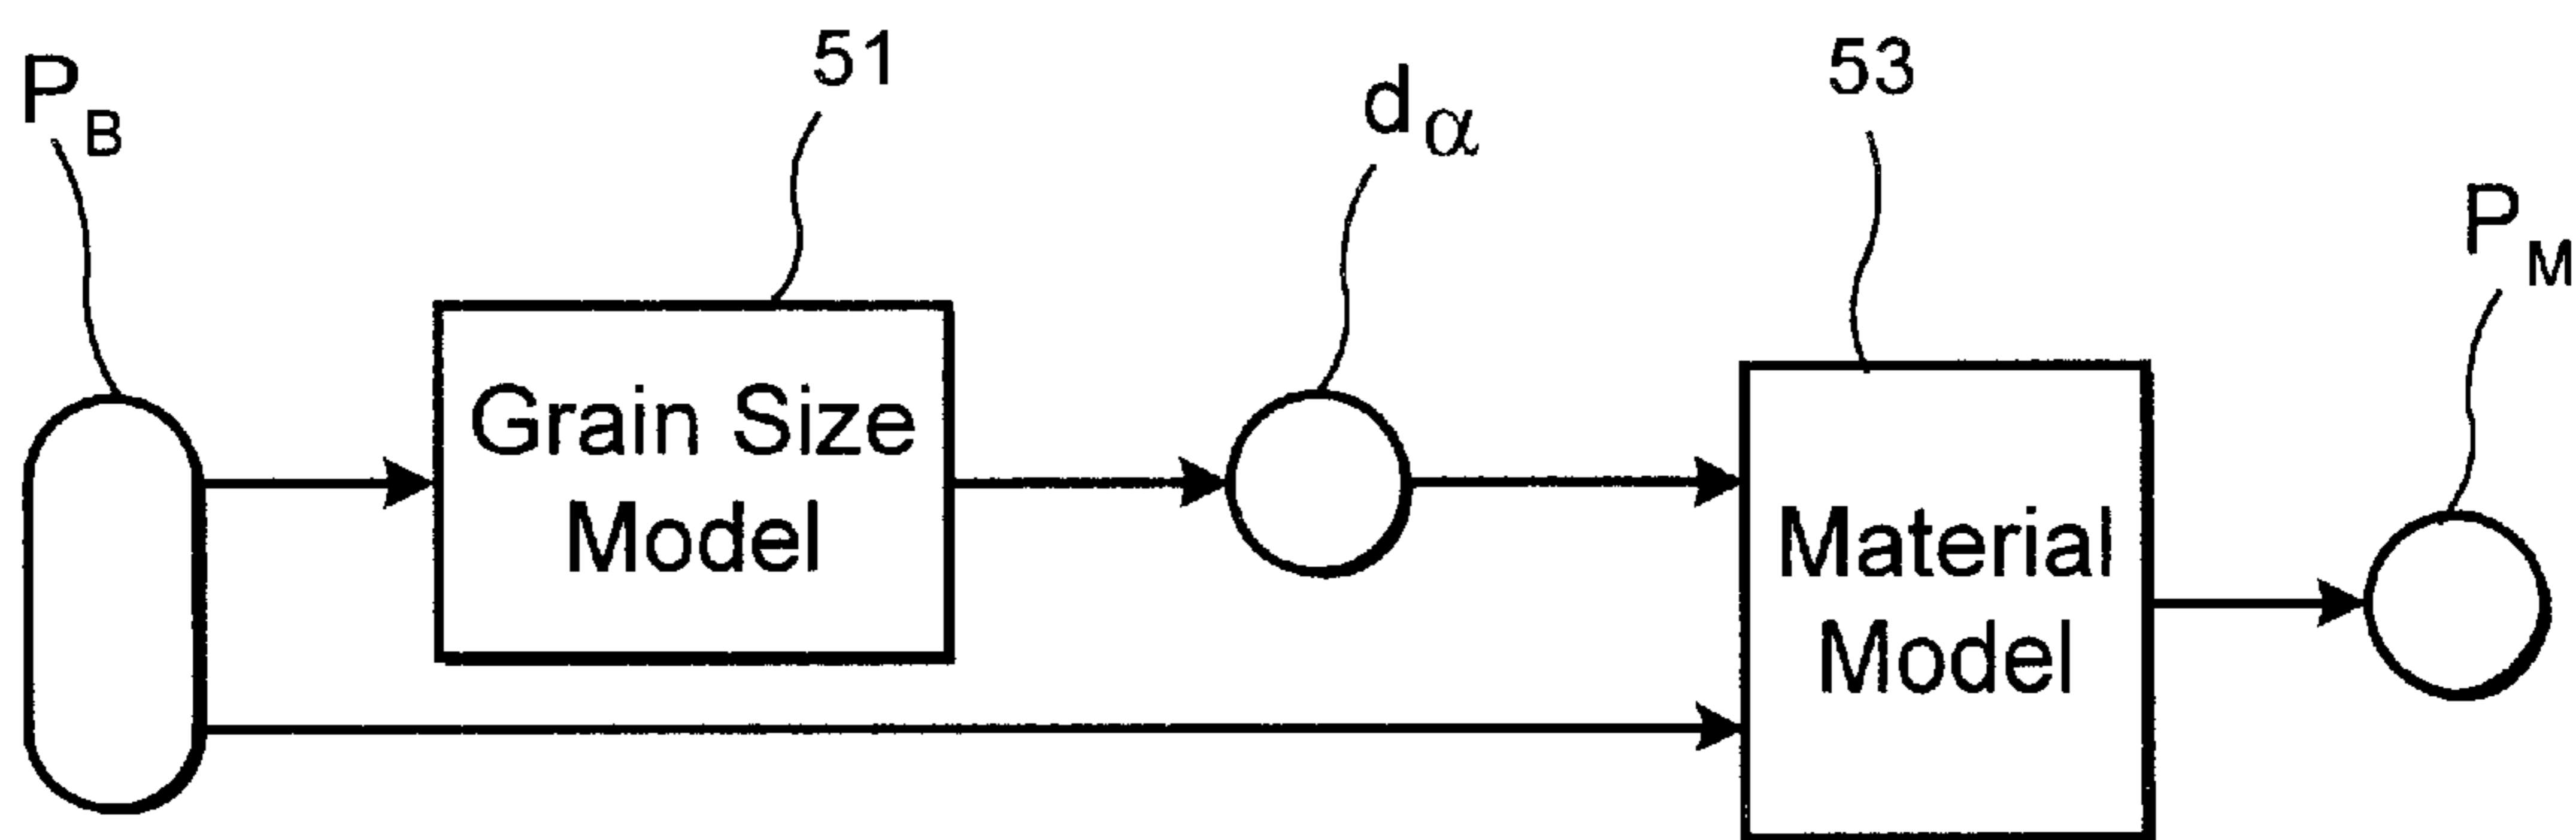 P_B
51
d_α
53
P_M
Grain Size
Model
Material
Model